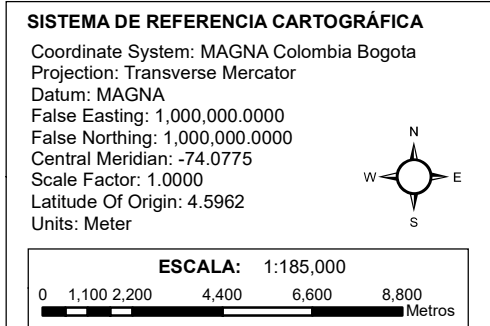 SISTEMA DE REFERENCIA CARTOGRÁFICA
Coordinate System: MAGNA Colombia Bogota
Projection: Transverse Mercator
Datum: MAGNA
False Easting: 1,000,000.0000
False Northing: 1,000,000.0000
Central Meridian: -74.0775
Scale Factor: 1.0000
Latitude Of Origin: 4.5962
Units: Meter
N
W E
S
ESCALA: 1:185,000
0 1,100 2,200 4,400 6,600 8,800
Metros